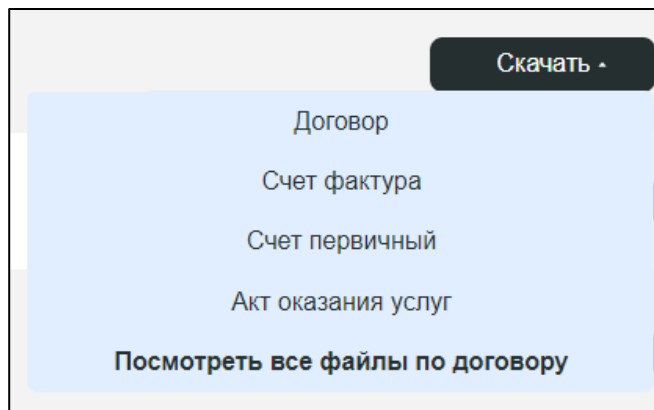 Скачать
Договор
Счет фактура
Счет первичный
Акт оказания услуг
Посмотреть все файлы по договору